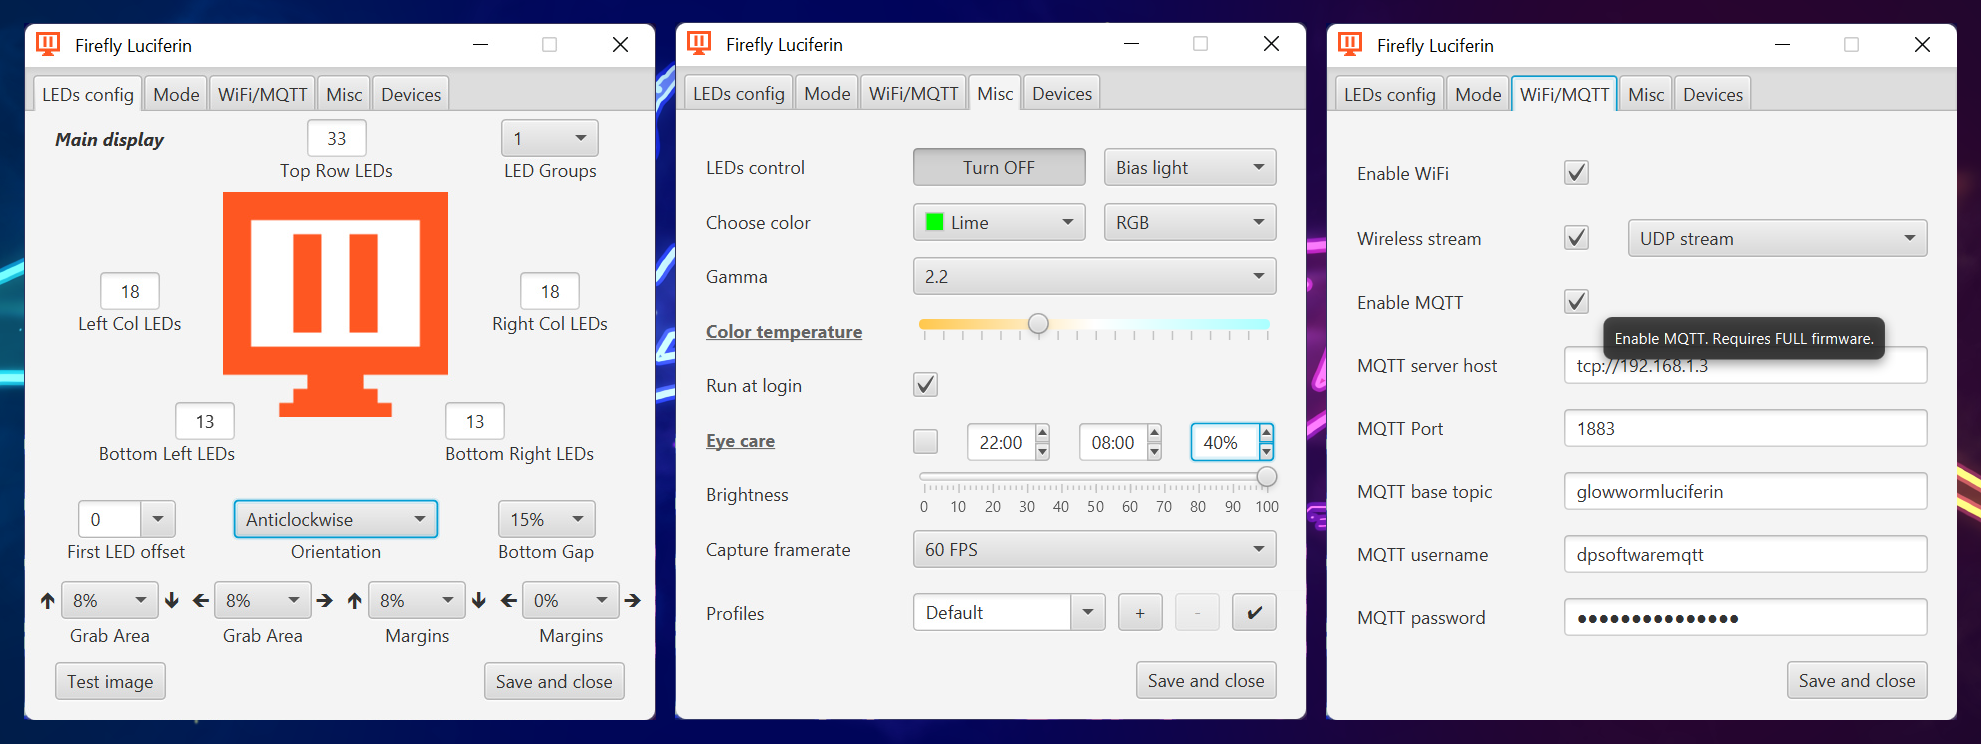 Firefly Luciferin
LEDs config Mode WiFi/MQTT Misc Devices
Main display
33
Top Row LEDs
1
LED Groups
18
Left Col LEDs
18
Right Col LEDs
13
Bottom Left LEDs
13
Bottom Right LEDs
0
First LED offset
Anticlockwise
Orientation
15%
Bottom Gap
8%
Grab Area
8%
Grab Area
8%
Margins
0%
Margins
Test image
Save and close
Firefly Luciferin
LEDs config Mode WiFi/MQTT Misc Devices
LEDs control Turn OFF Bias light
Choose color Lime RGB
Gamma 2.2
Color temperature
Run at login
Eye care 22:00 08:00 40%
Brightness
0 10 20 30 40 50 60 70 80 90 100
Capture framerate 60 FPS
Profiles Default + -
Save and close
Firefly Luciferin
LEDs config Mode WiFi/MQTT Misc Devices
Enable WiFi
Wireless stream UDP stream
Enable MQTT
Enable MQTT. Requires FULL firmware.
MQTT server host tcp://192.168.1.3
MQTT Port 1883
MQTT base topic glowwormluciferin
MQTT username dpsoftwaremqtt
MQTT password ●●●●●●●●●●●●●●●
Save and close